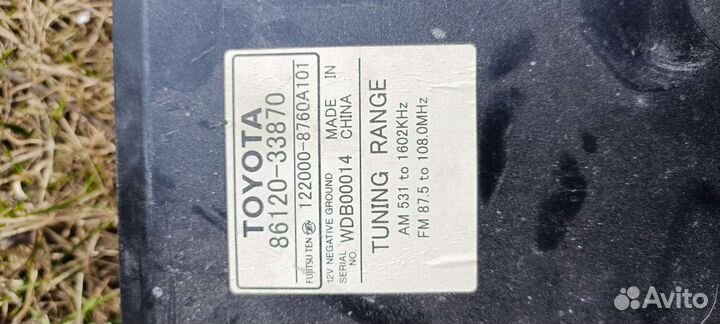 TOYOTA
86120-33870
FUJITSU TEN 122000-8760A101
12V NEGATIVE GROUND MADE IN
SERIAL NO. WDB00014 CHINA
TUNING RANGE
AM 531 to 1602KHz
FM 87.5 to 108.0MHz
Avito